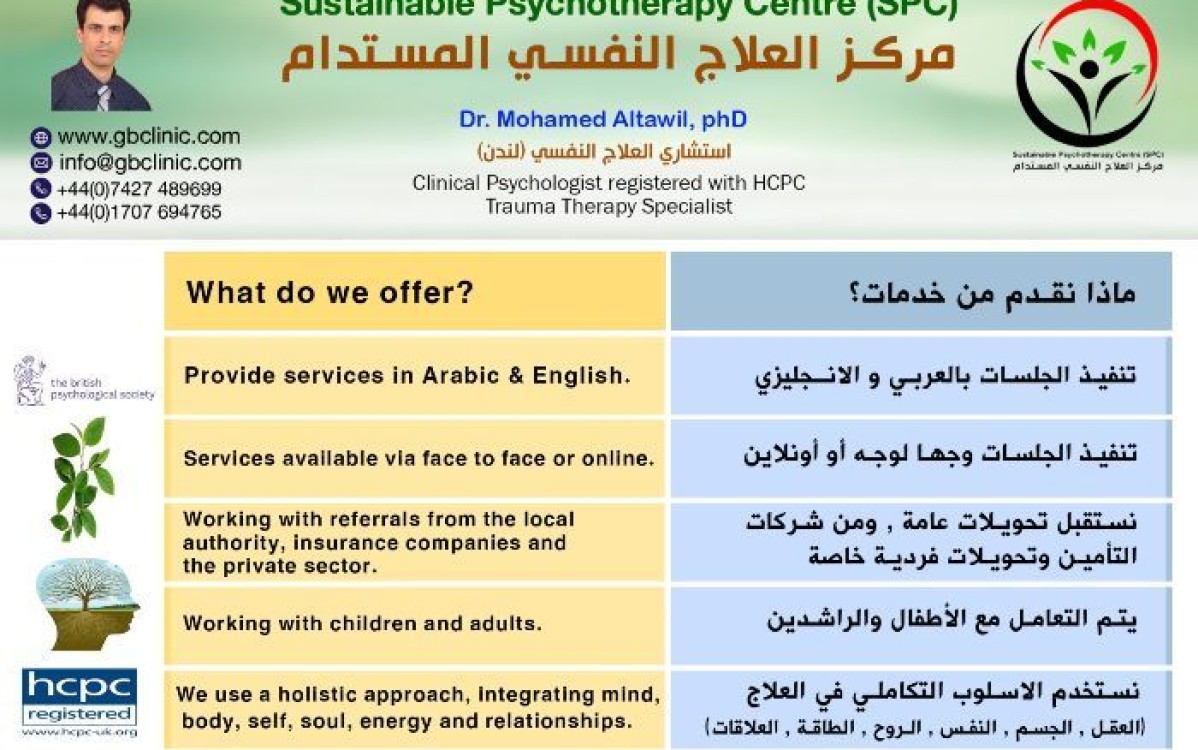 Sustainable Psychotherapy Centre (SPC)
مركز العلاج النفسي المستدام
Dr. Mohamed Altawil, phD
استشاري العلاج النفسي (لندن)
Clinical Psychologist registered with HCPC
Trauma Therapy Specialist
www.gbclinic.com
info@gbclinic.com
+44(0)7427 489699
+44(0)1707 694765
Sustainable Psychotherapy Centre (SPC)
مركز العلاج النفسي المستدام
What do we offer?
ماذا نقدم من خدمات؟
the british
psychological society
Provide services in Arabic & English.
تنفيذ الجلسات بالعربي و الانجليزي
Services available via face to face or online.
تنفيذ الجلسات وجها لوجه أو أونلاين
Working with referrals from the local
authority, insurance companies and
the private sector.
نستقبل تحويلات عامة , ومن شركات
التأمين وتحويلات فردية خاصة
Working with children and adults.
يتم التعامل مع الأطفال والراشدين
hcpc
registered
www.hcpc-uk.org
We use a holistic approach, integrating mind,
body, self, soul, energy and relationships.
نستخدم الاسلوب التكاملي في العلاج
(العقل , الجسم , النفس , الروح , الطاقة , العلاقات)